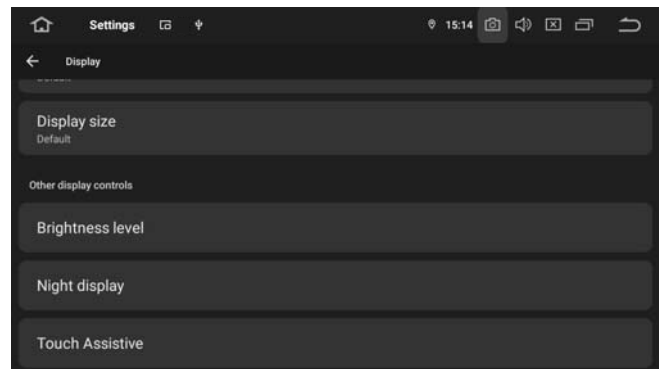 Settings
15:14
Display
Display size
Default
Other display controls
Brightness level
Night display
Touch Assistive